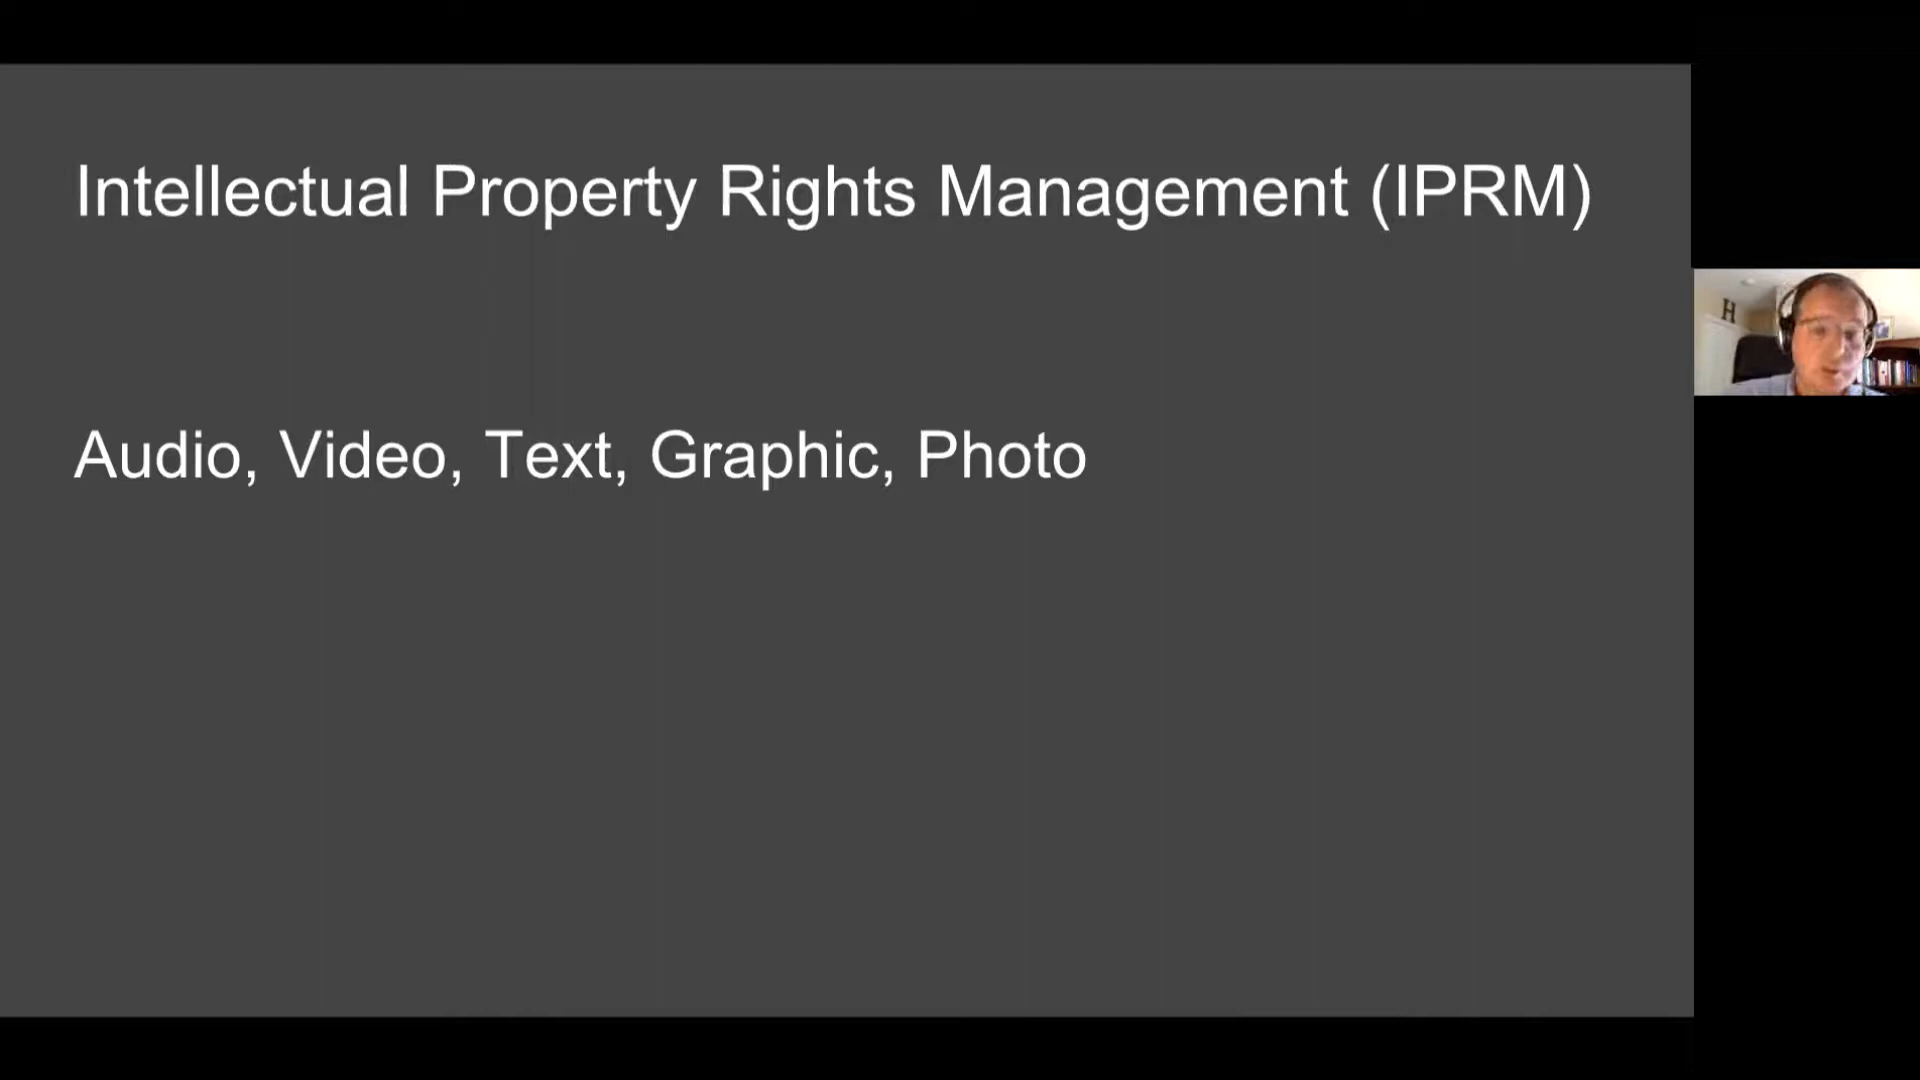 Intellectual Property Rights Management (IPRM)
Audio, Video, Text, Graphic, Photo
H